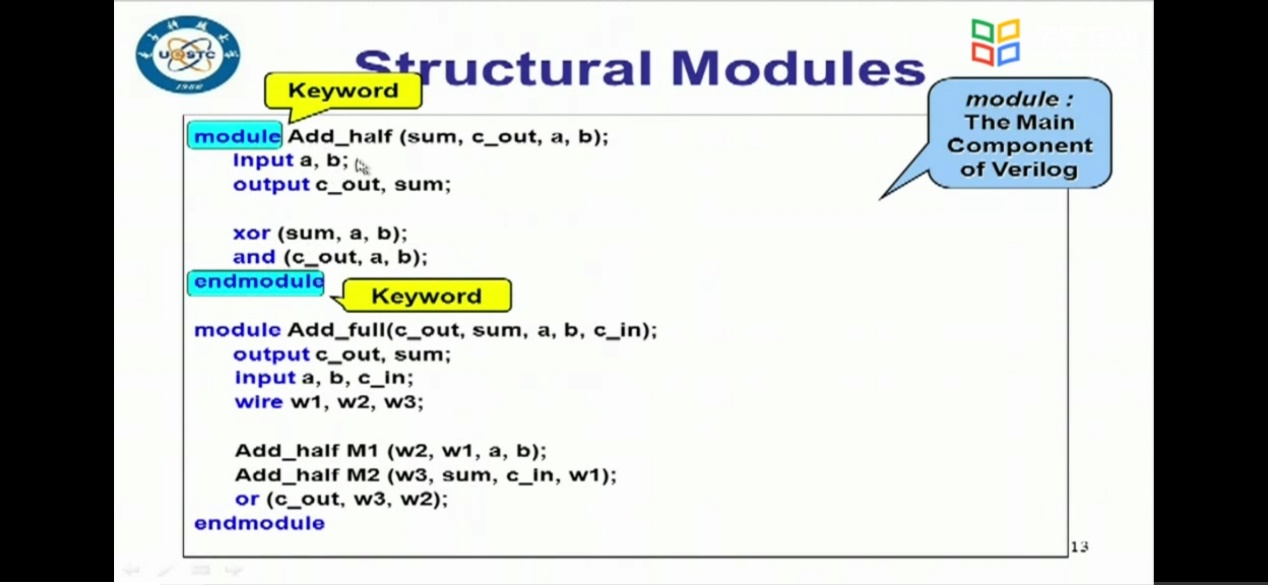 Structural Modules
Keyword
module :
The Main
Component
of Verilog
module Add_half (sum, c_out, a, b);
input a, b;
output c_out, sum;
xor (sum, a, b);
and (c_out, a, b);
endmodule
Keyword
module Add_full(c_out, sum, a, b, c_in);
output c_out, sum;
input a, b, c_in;
wire w1, w2, w3;
Add_half M1 (w2, w1, a, b);
Add_half M2 (w3, sum, c_in, w1);
or (c_out, w3, w2);
endmodule
13